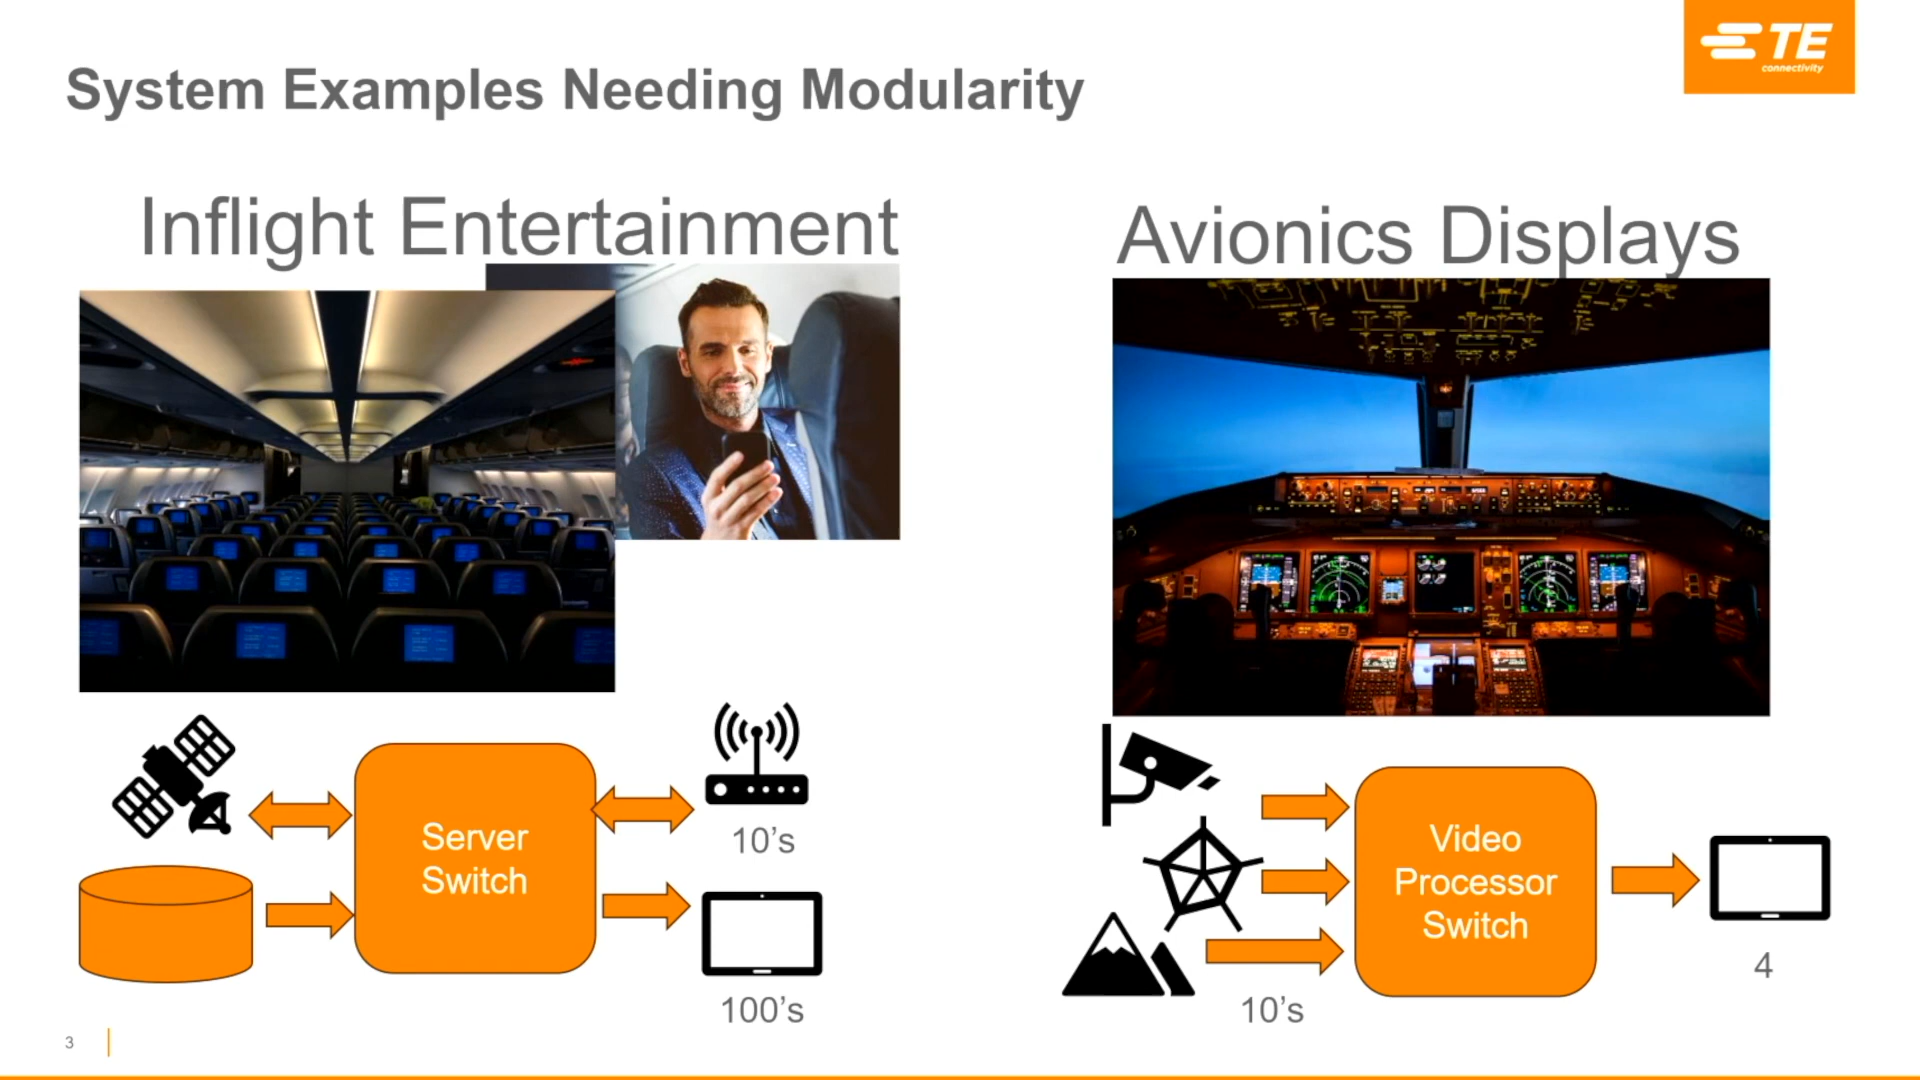 TE
connectivity
System Examples Needing Modularity
Inflight Entertainment
Avionics Displays
Server
Switch
10's
100's
Video
Processor
Switch
10's
4
3